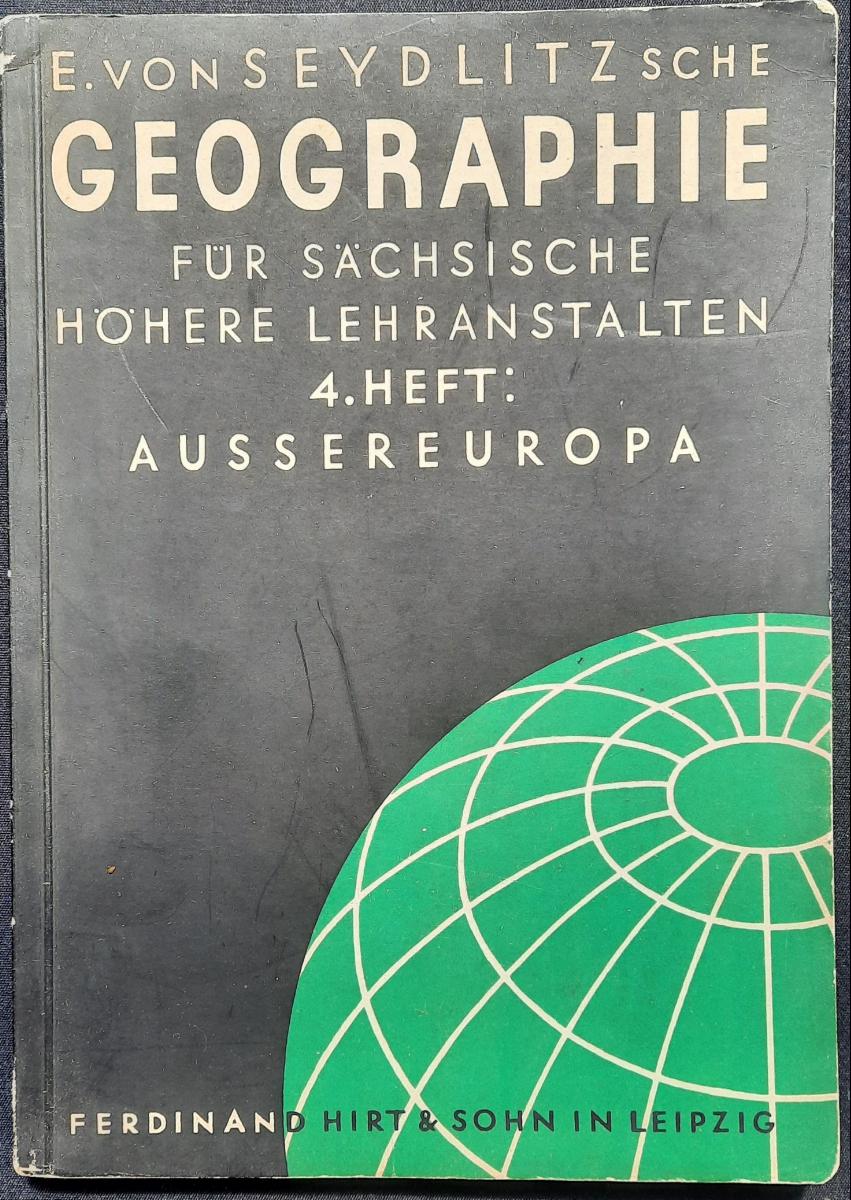 E. VON SEYDLITZSCHE
GEOGRAPHIE
FÜR SÄCHSISCHE
HÖHERE LEHRANSTALTEN
4. HEFT:
AUSSEREUROPA
FERDINAND HIRT & SOHN IN LEIPZIG